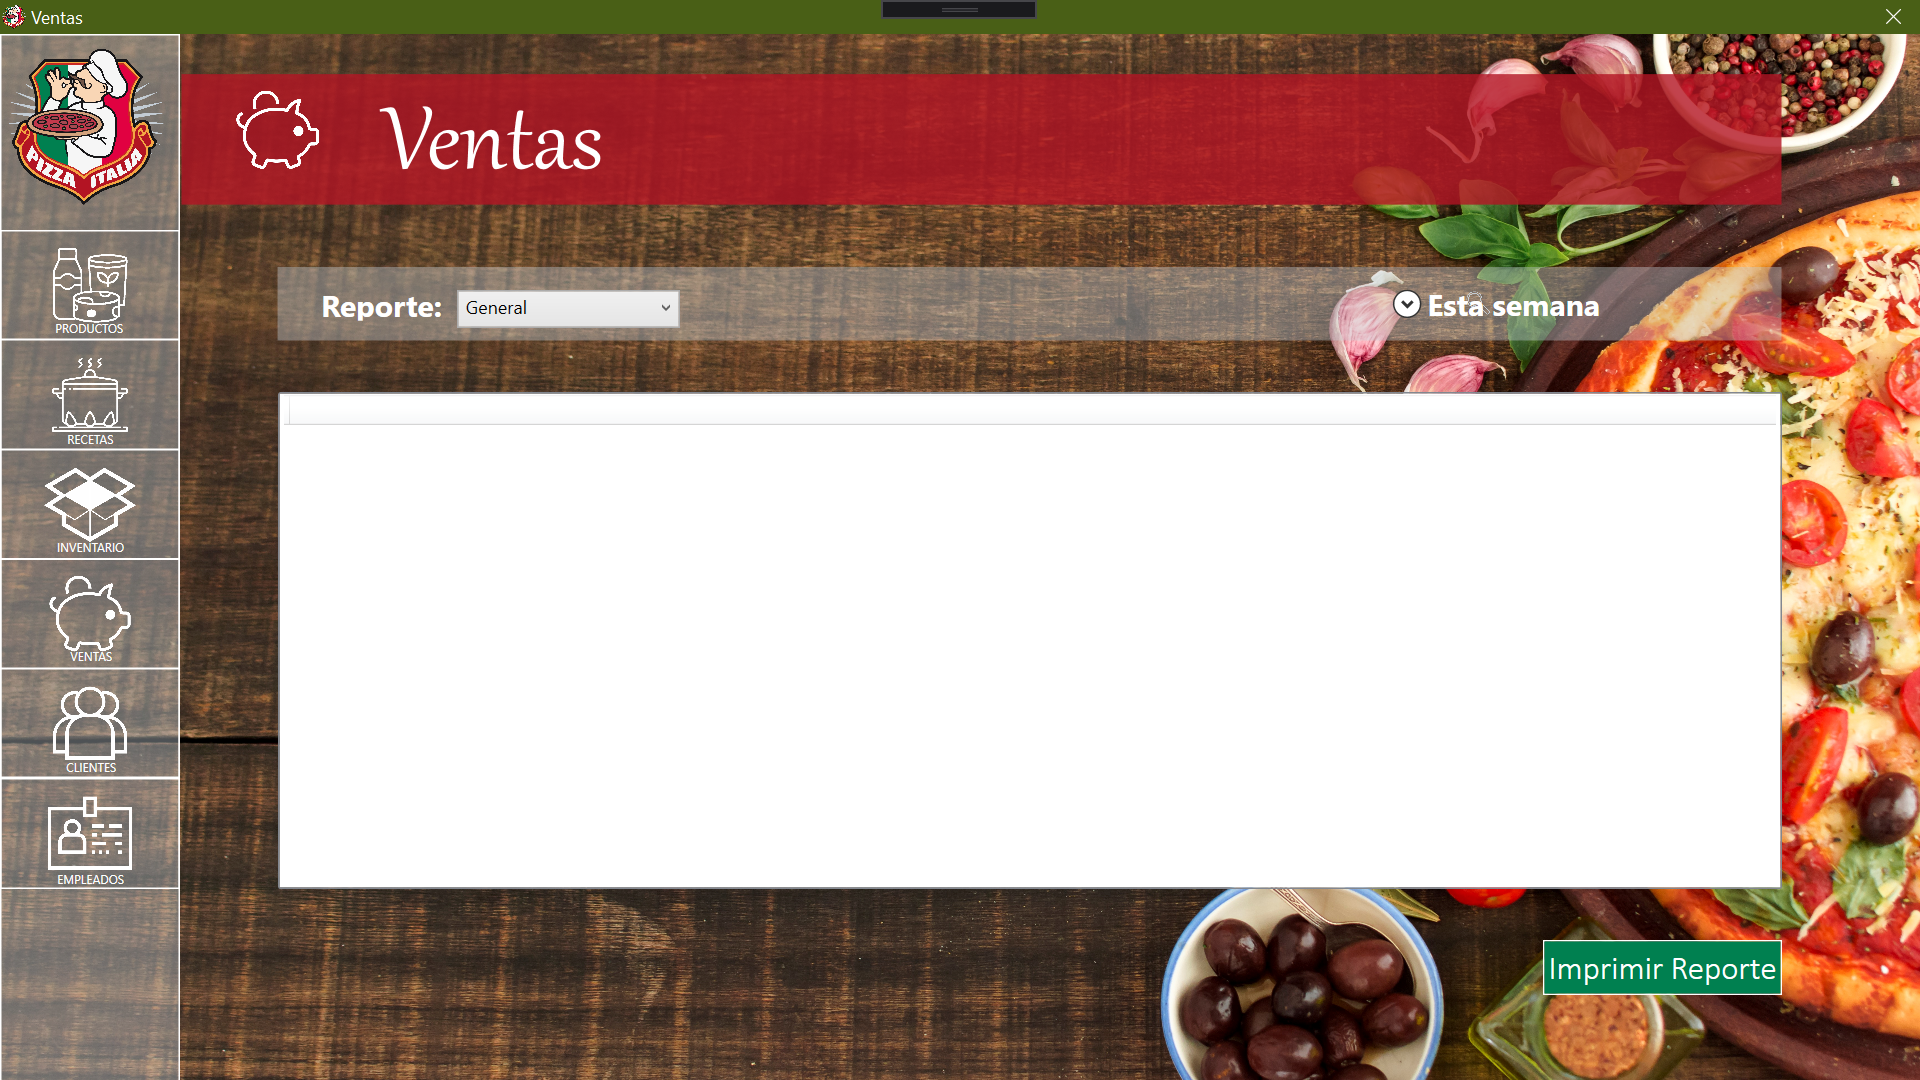 Ventas
PIZZA ITALIA
Ventas
Reporte:
General
Esta semana
PRODUCTOS
RECETAS
INVENTARIO
VENTAS
CLIENTES
EMPLEADOS
Imprimir Reporte